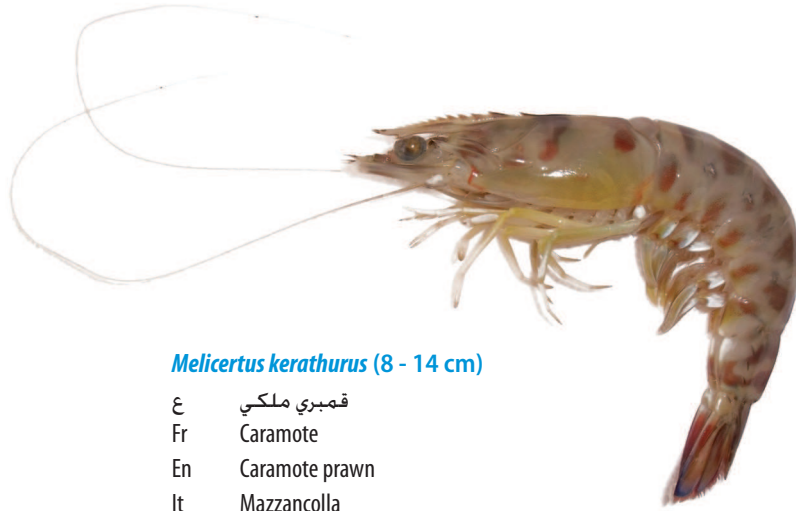 Melicertus kerathurus (8 - 14 cm)
ع قمبري ملكي
Fr Caramote
En Caramote prawn
It Mazzancolla